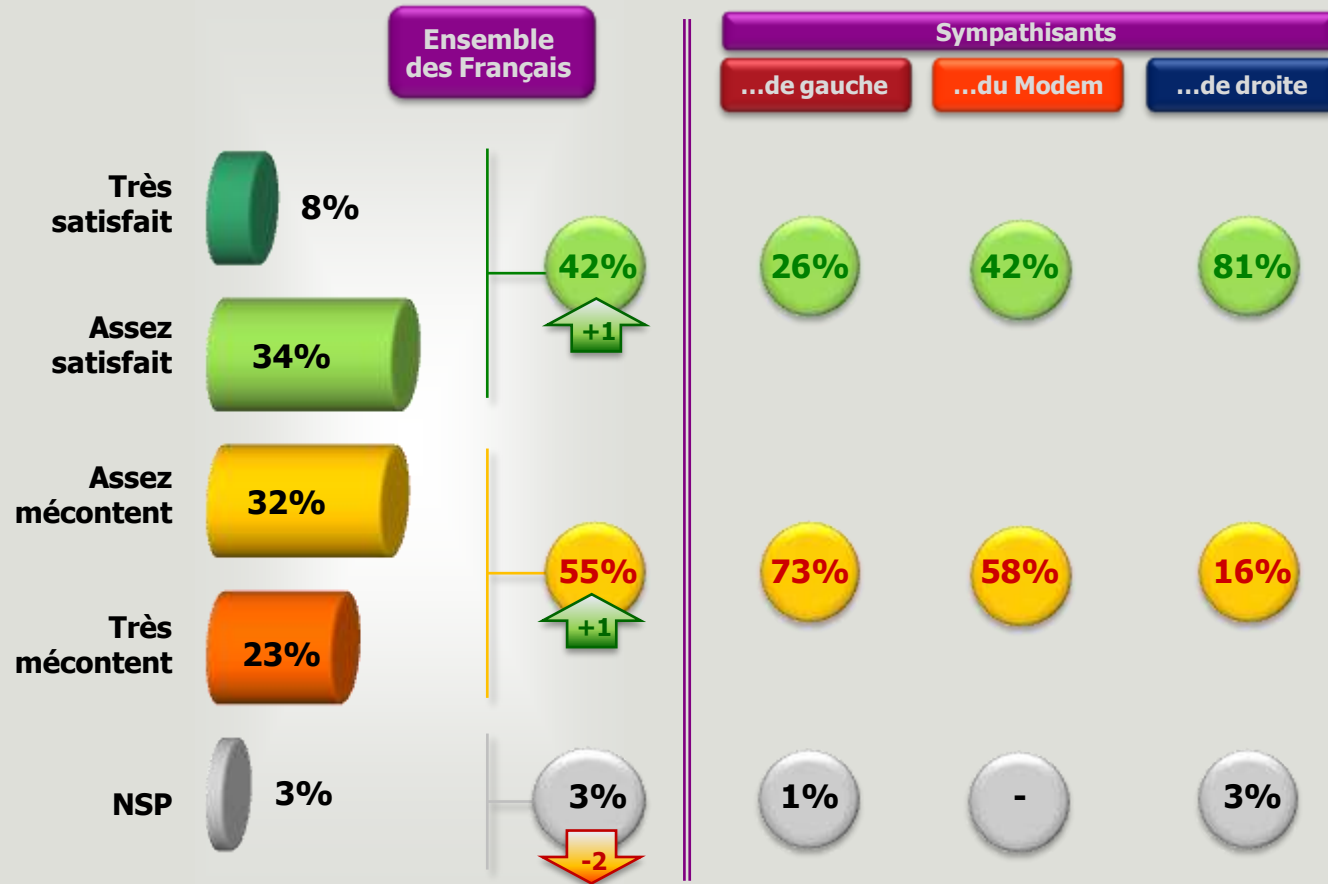 Ensemble
des Français
Sympathisants
...de gauche
...du Modem
...de droite
Très
satisfait
8%
42%
+1
26%
42%
81%
Assez
satisfait
34%
Assez
mécontent
32%
55%
+1
73%
58%
16%
Très
mécontent
23%
NSP
3%
3%
-2
1%
-
3%